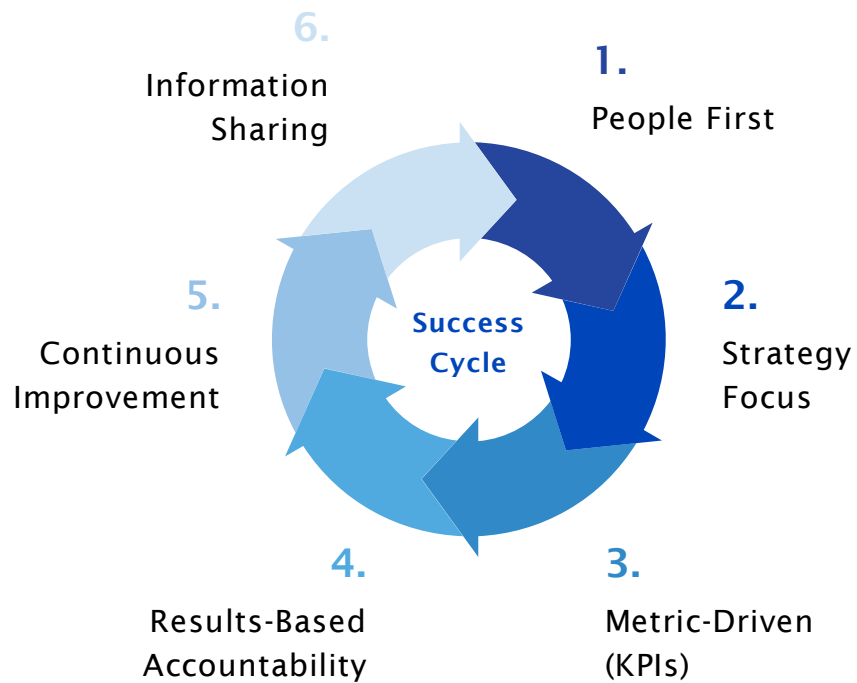 1.
People First
2.
Strategy
Focus
3.
Metric-Driven
(KPIs)
4.
Results-Based
Accountability
5.
Continuous
Improvement
6.
Information
Sharing
Success
Cycle